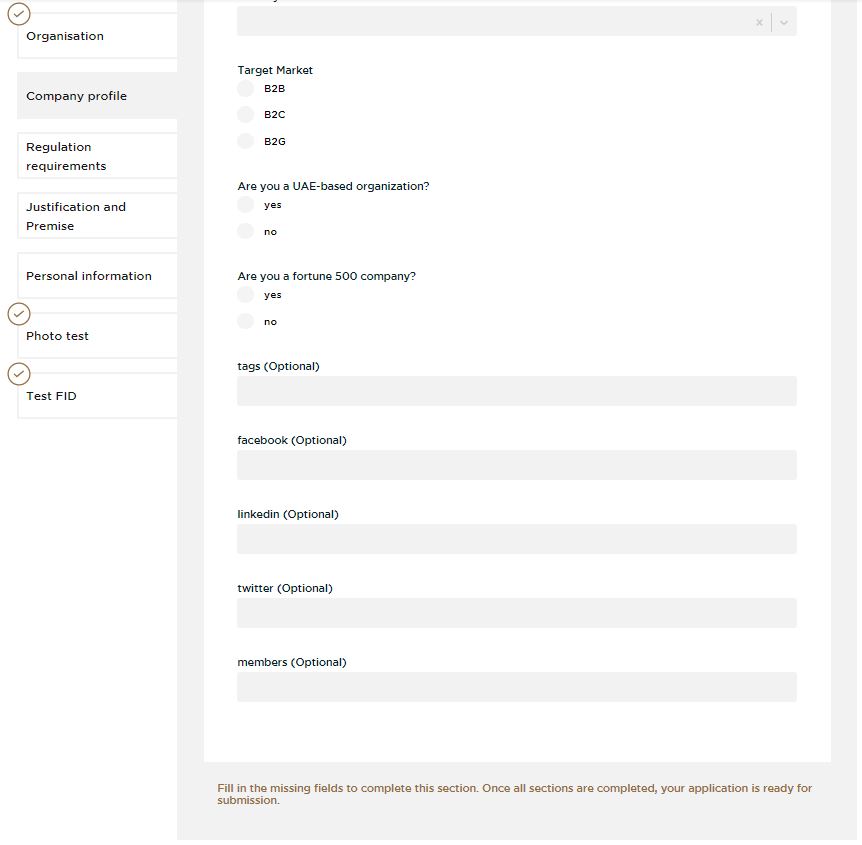 Organisation
Company profile
Regulation
requirements
Justification and
Premise
Personal information
Photo test
Test FID
Target Market
B2B
B2C
B2G
Are you a UAE-based organization?
yes
no
Are you a fortune 500 company?
yes
no
tags (Optional)
facebook (Optional)
linkedin (Optional)
twitter (Optional)
members (Optional)
Fill in the missing fields to complete this section. Once all sections are completed, your application is ready for
submission.